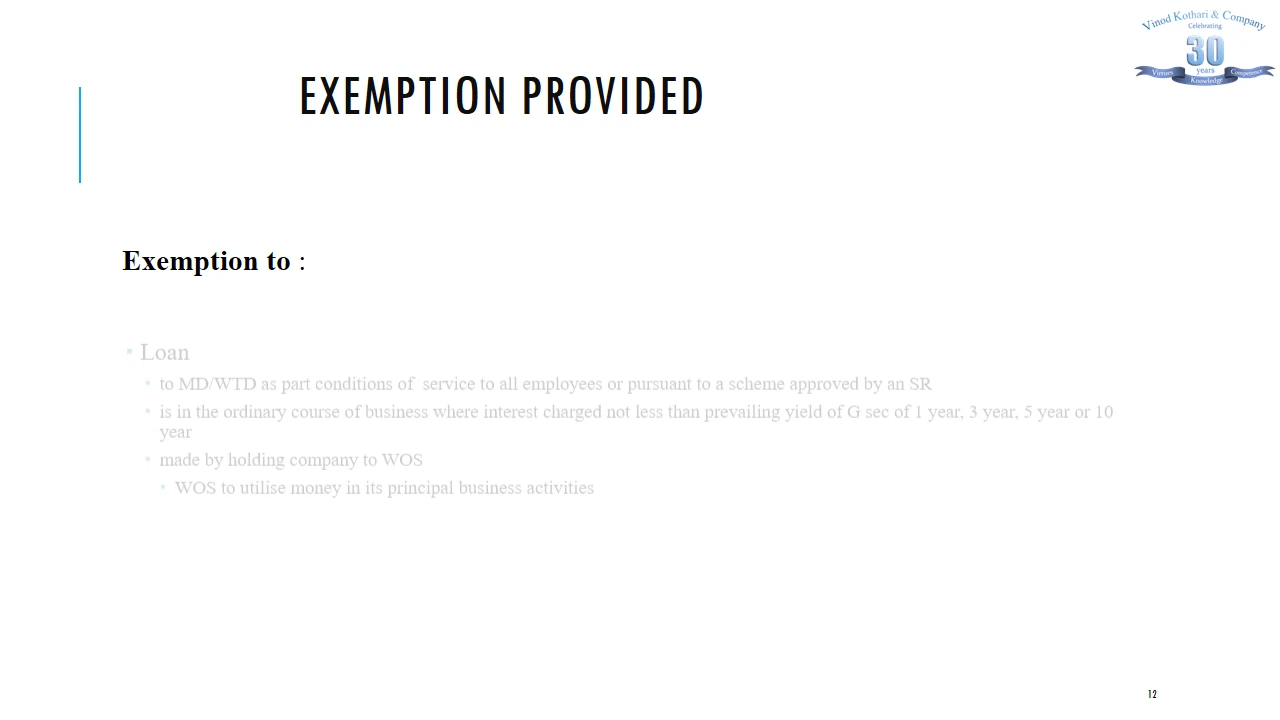 Vinod Kothari & Company
Celebrating
30
years
Virtues
Knowledge
Competence
EXEMPTION PROVIDED
Exemption to :
Loan
to MD/WTD as part conditions of  service to all employees or pursuant to a scheme approved by an SR
is in the ordinary course of business where interest charged not less than prevailing yield of G sec of 1 year, 3 year, 5 year or 10
year
made by holding company to WOS
WOS to utilise money in its principal business activities
12